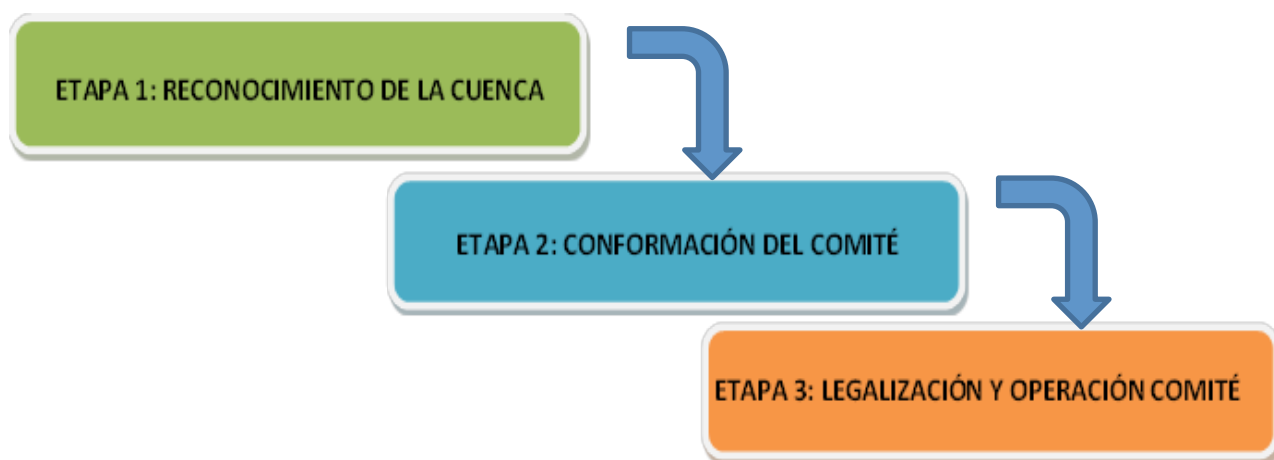 ETAPA 1: RECONOCIMIENTO DE LA CUENCA
ETAPA 2: CONFORMACIÓN DEL COMITÉ
ETAPA 3: LEGALIZACIÓN Y OPERACIÓN COMITÉ